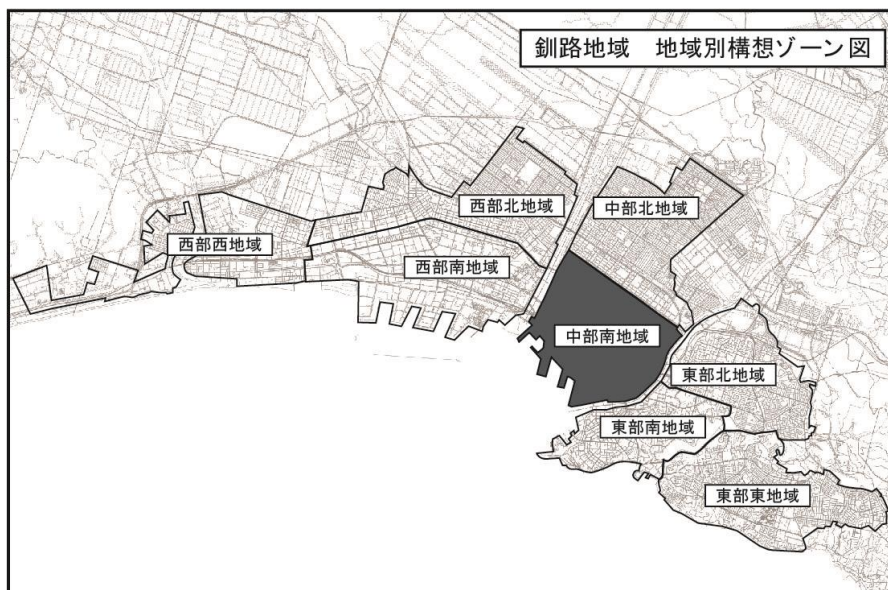 釧路地域　地域別構想ゾーン図
西部北地域
中部北地域
西部西地域
西部南地域
中部南地域
東部北地域
東部南地域
東部東地域